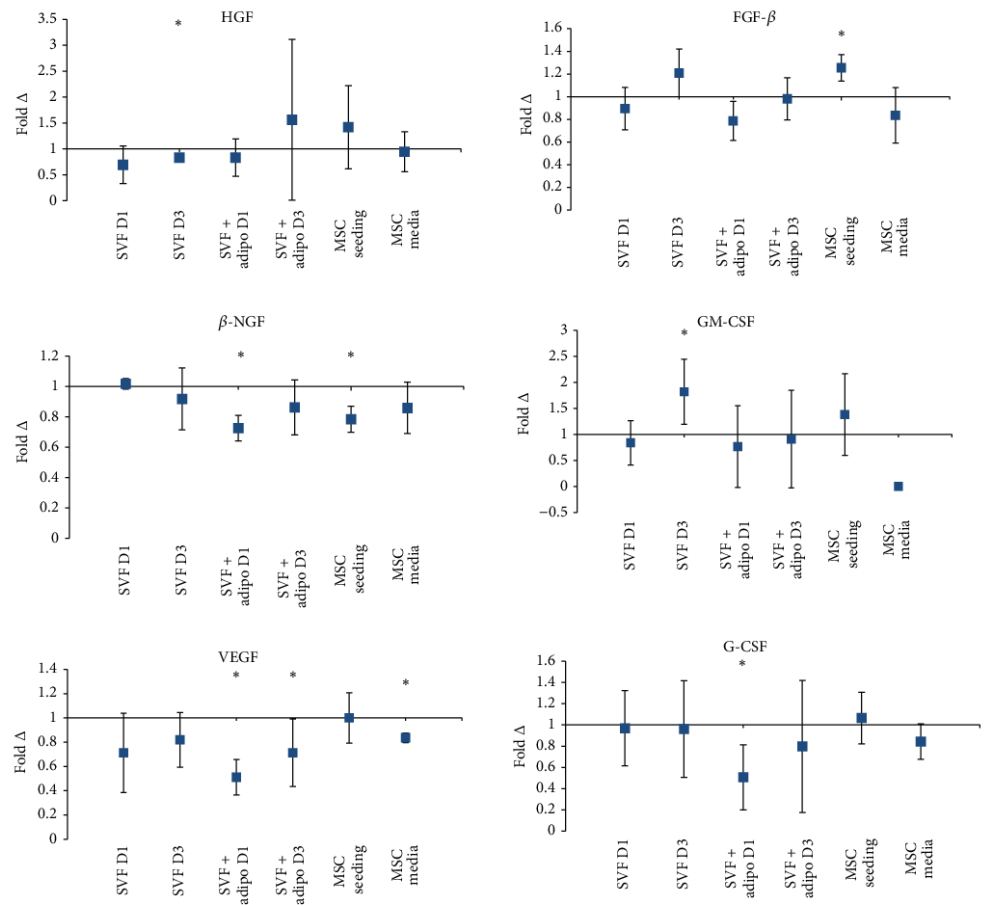 HGF
*
3.5
3
2.5
2
1.5
1
0.5
0
Fold Δ
SVF D1
SVF D3
SVF +
adipo D1
SVF +
adipo D3
MSC
seeding
MSC
media
FGF-β
*
1.6
1.4
1.2
1
0.8
0.6
0.4
0.2
0
Fold Δ
SVF D1
SVF D3
SVF +
adipo D1
SVF +
adipo D3
MSC
seeding
MSC
media
β-NGF
* *
1.2
1
0.8
0.6
0.4
0.2
0
Fold Δ
SVF D1
SVF D3
SVF +
adipo D1
SVF +
adipo D3
MSC
seeding
MSC
media
GM-CSF
*
3
2.5
2
1.5
1
0.5
0
−0.5
Fold Δ
SVF D1
SVF D3
SVF +
adipo D1
SVF +
adipo D3
MSC
seeding
MSC
media
VEGF
* * *
1.4
1.2
1
0.8
0.6
0.4
0.2
0
Fold Δ
SVF D1
SVF D3
SVF +
adipo D1
SVF +
adipo D3
MSC
seeding
MSC
media
G-CSF
*
1.6
1.4
1.2
1
0.8
0.6
0.4
0.2
0
Fold Δ
SVF D1
SVF D3
SVF +
adipo D1
SVF +
adipo D3
MSC
seeding
MSC
media